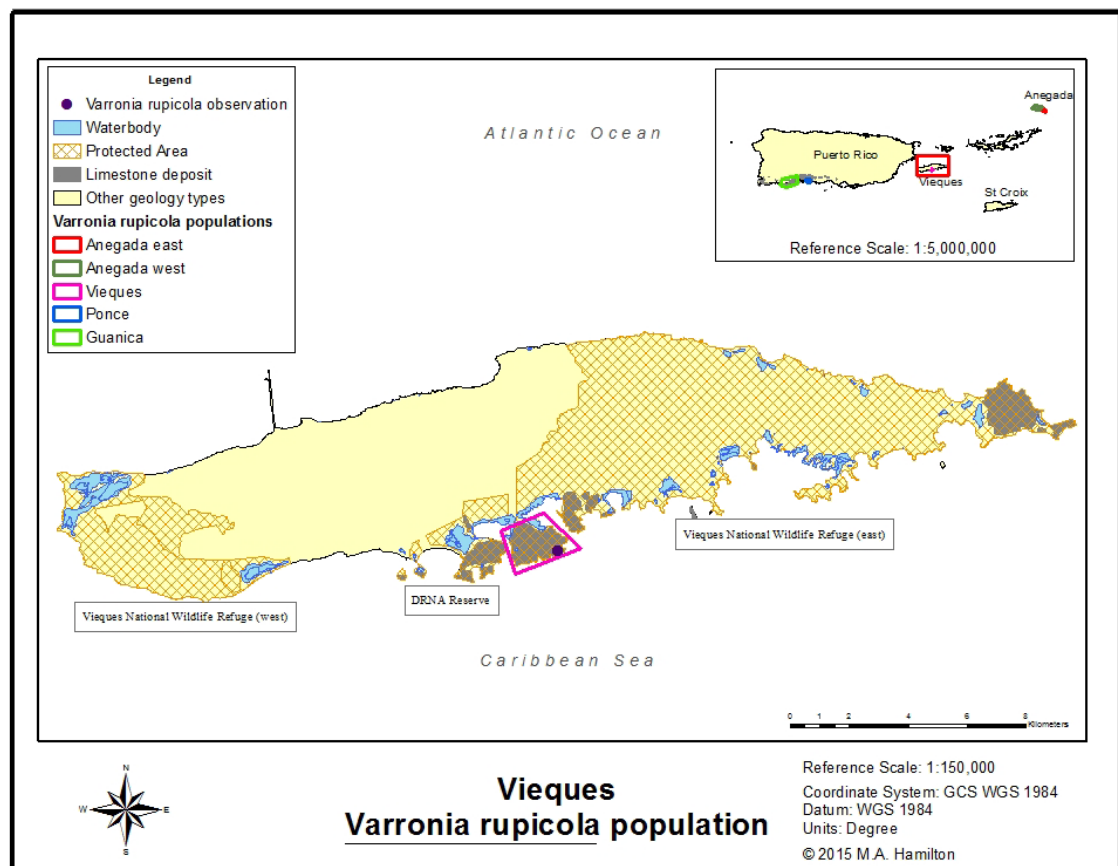 Legend
Varronia rupicola observation
Waterbody
Protected Area
Limestone deposit
Other geology types
Varronia rupicola populations
Anegada east
Anegada west
Vieques
Ponce
Guanica
Atlantic Ocean
Anegada
Puerto Rico
Vieques
St Croix
Reference Scale: 1:5,000,000
Vieques National Wildlife Refuge (east)
DRNA Reserve
Vieques National Wildlife Refuge (west)
Caribbean Sea
0 1 2 4 6 8
Kilometers
N
W E
S
Vieques
Varronia rupicola population
Reference Scale: 1:150,000
Coordinate System: GCS WGS 1984
Datum: WGS 1984
Units: Degree
© 2015 M.A. Hamilton